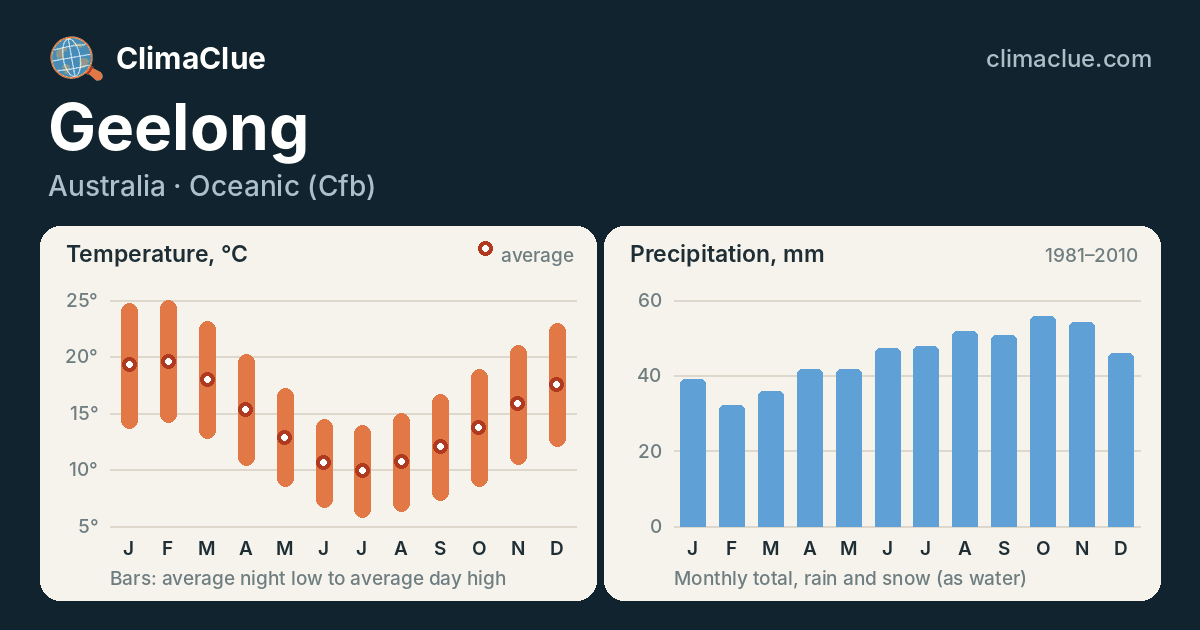 ClimaClue
climaclue.com
Geelong
Australia · Oceanic (Cfb)
Temperature, °C
average
25°
20°
15°
10°
5°
J F M A M J J A S O N D
Bars: average night low to average day high
Precipitation, mm
1981–2010
60
40
20
0
J F M A M J J A S O N D
Monthly total, rain and snow (as water)